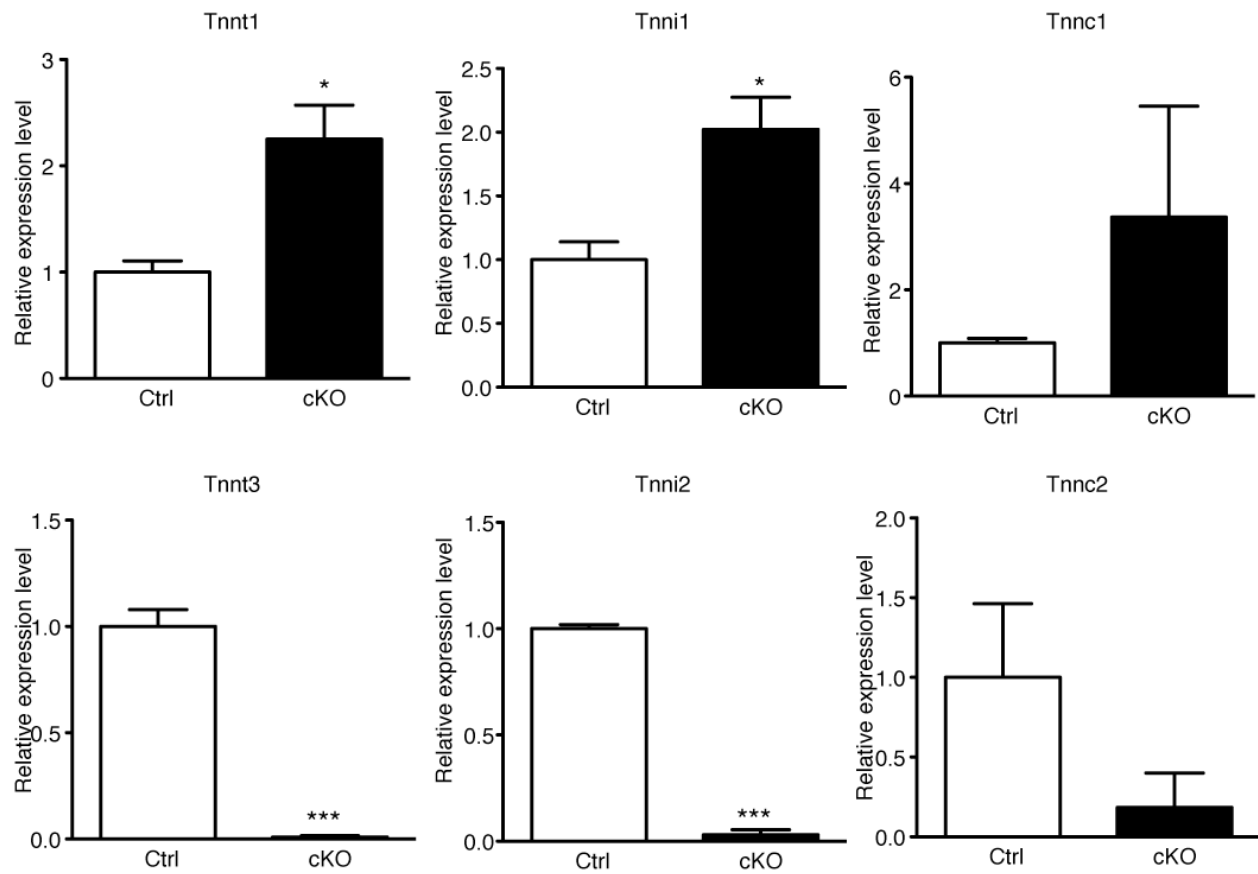 Tnnt1
Relative expression level
3
2
1
0
*
Ctrl
cKO
Tnni1
Relative expression level
2.5
2.0
1.5
1.0
0.5
0.0
*
Ctrl
cKO
Tnnc1
Relative expression level
6
4
2
0
Ctrl
cKO
Tnnt3
Relative expression level
1.5
1.0
0.5
0.0
***
Ctrl
cKO
Tnni2
Relative expression level
1.5
1.0
0.5
0.0
***
Ctrl
cKO
Tnnc2
Relative expression level
2.0
1.5
1.0
0.5
0.0
Ctrl
cKO